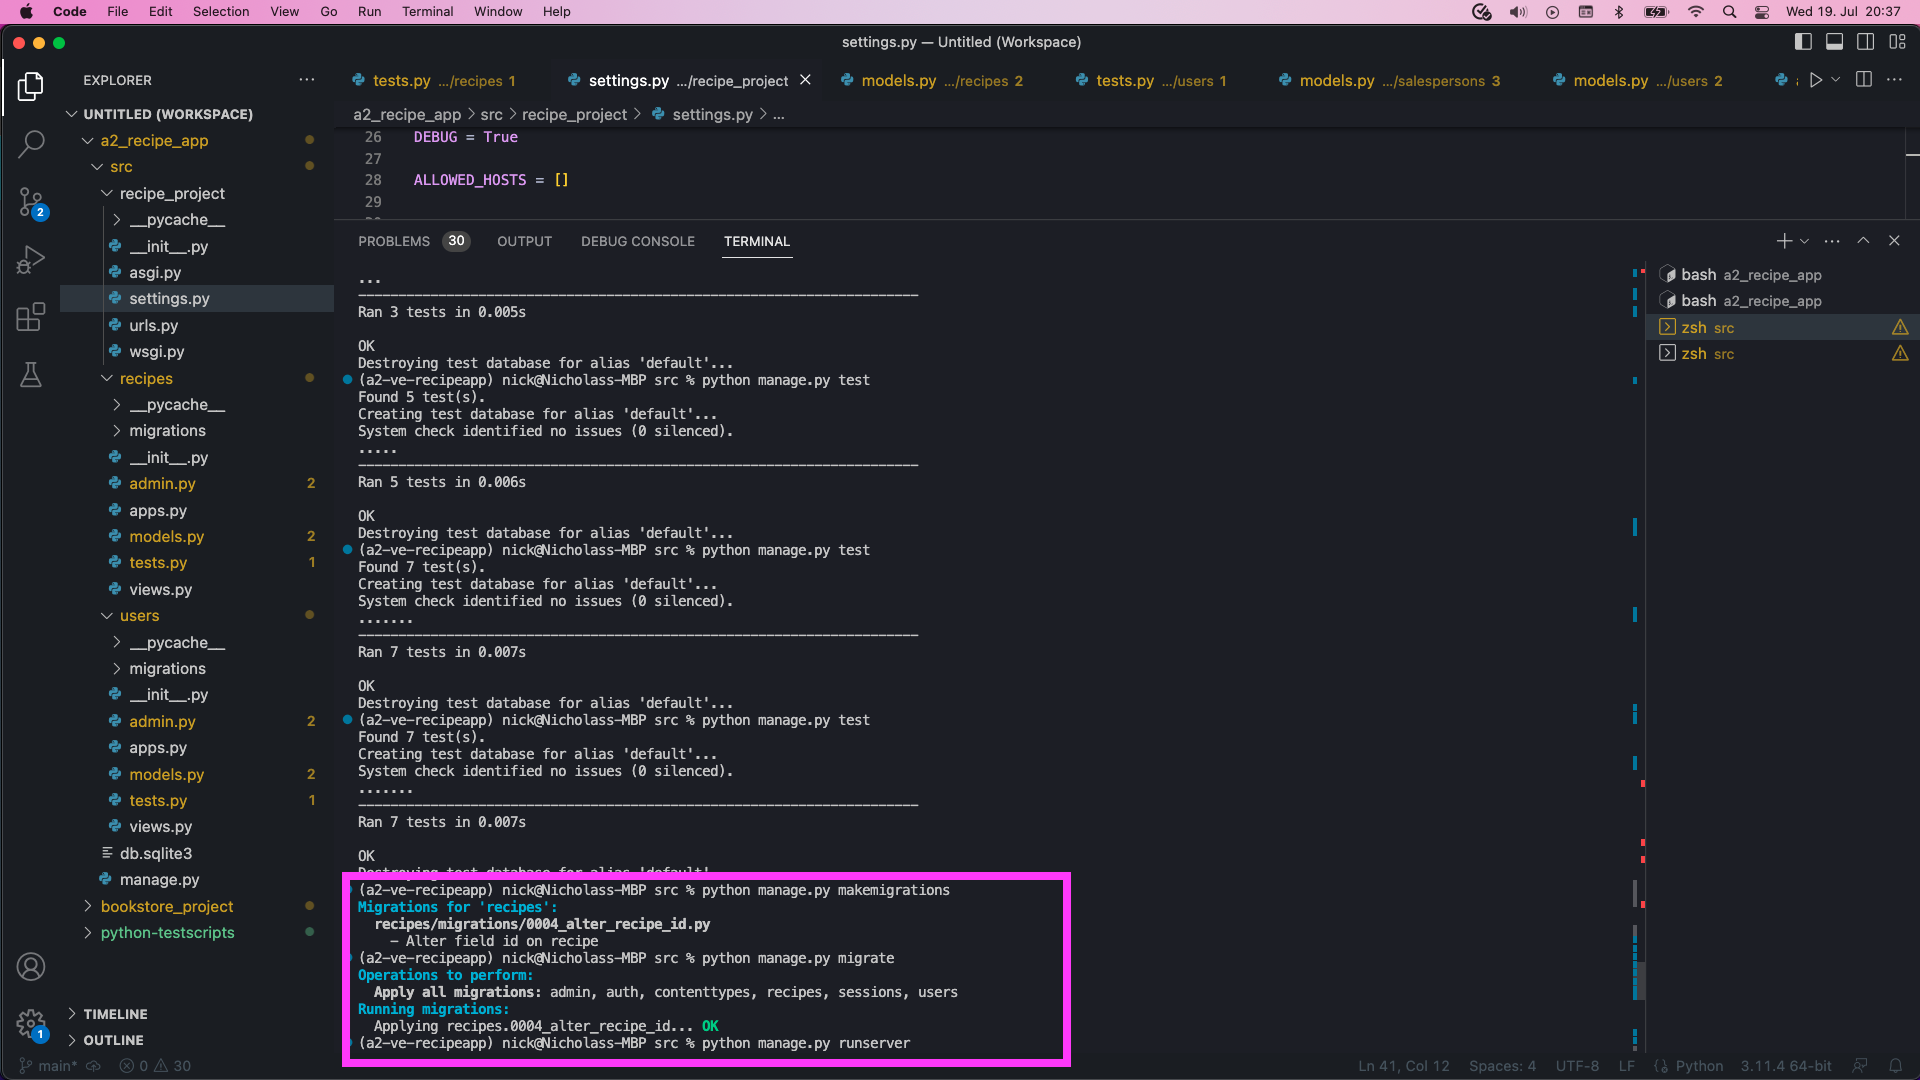 Code File Edit Selection View Go Run Terminal Window Help Wed 19. Jul 20:37
settings.py — Untitled (Workspace)
EXPLORER
UNTITLED (WORKSPACE)
a2_recipe_app
src
recipe_project
__pycache__
__init__.py
asgi.py
settings.py
urls.py
wsgi.py
recipes
__pycache__
migrations
__init__.py
admin.py 2
apps.py
models.py 2
tests.py 1
views.py
users
__pycache__
migrations
__init__.py
admin.py 2
apps.py
models.py 2
tests.py 1
views.py
db.sqlite3
manage.py
bookstore_project
python-testscripts
TIMELINE
OUTLINE
2
1
tests.py .../recipes 1 settings.py .../recipe_project models.py .../recipes 2 tests.py .../users 1 models.py .../salespersons 3 models.py .../users 2
a2_recipe_app > src > recipe_project > settings.py > ...
26 DEBUG = True
27
28 ALLOWED_HOSTS = []
29
PROBLEMS 30 OUTPUT DEBUG CONSOLE TERMINAL
...
----------------------------------------------------------------------
Ran 3 tests in 0.005s
OK
Destroying test database for alias 'default'...
(a2-ve-recipeapp) nick@Nicholass-MBP src % python manage.py test
Found 5 test(s).
Creating test database for alias 'default'...
System check identified no issues (0 silenced).
.....
----------------------------------------------------------------------
Ran 5 tests in 0.006s
OK
Destroying test database for alias 'default'...
(a2-ve-recipeapp) nick@Nicholass-MBP src % python manage.py test
Found 7 test(s).
Creating test database for alias 'default'...
System check identified no issues (0 silenced).
.......
----------------------------------------------------------------------
Ran 7 tests in 0.007s
OK
Destroying test database for alias 'default'...
(a2-ve-recipeapp) nick@Nicholass-MBP src % python manage.py test
Found 7 test(s).
Creating test database for alias 'default'...
System check identified no issues (0 silenced).
.......
----------------------------------------------------------------------
Ran 7 tests in 0.007s
OK
Destroying test database for alias 'default'
(a2-ve-recipeapp) nick@Nicholass-MBP src % python manage.py makemigrations
Migrations for 'recipes':
recipes/migrations/0004_alter_recipe_id.py
- Alter field id on recipe
(a2-ve-recipeapp) nick@Nicholass-MBP src % python manage.py migrate
Operations to perform:
Apply all migrations: admin, auth, contenttypes, recipes, sessions, users
Running migrations:
Applying recipes.0004_alter_recipe_id... OK
(a2-ve-recipeapp) nick@Nicholass-MBP src % python manage.py runserver
bash a2_recipe_app
bash a2_recipe_app
zsh src
zsh src
main* 0 30 Ln 41, Col 12 Spaces: 4 UTF-8 LF Python 3.11.4 64-bit